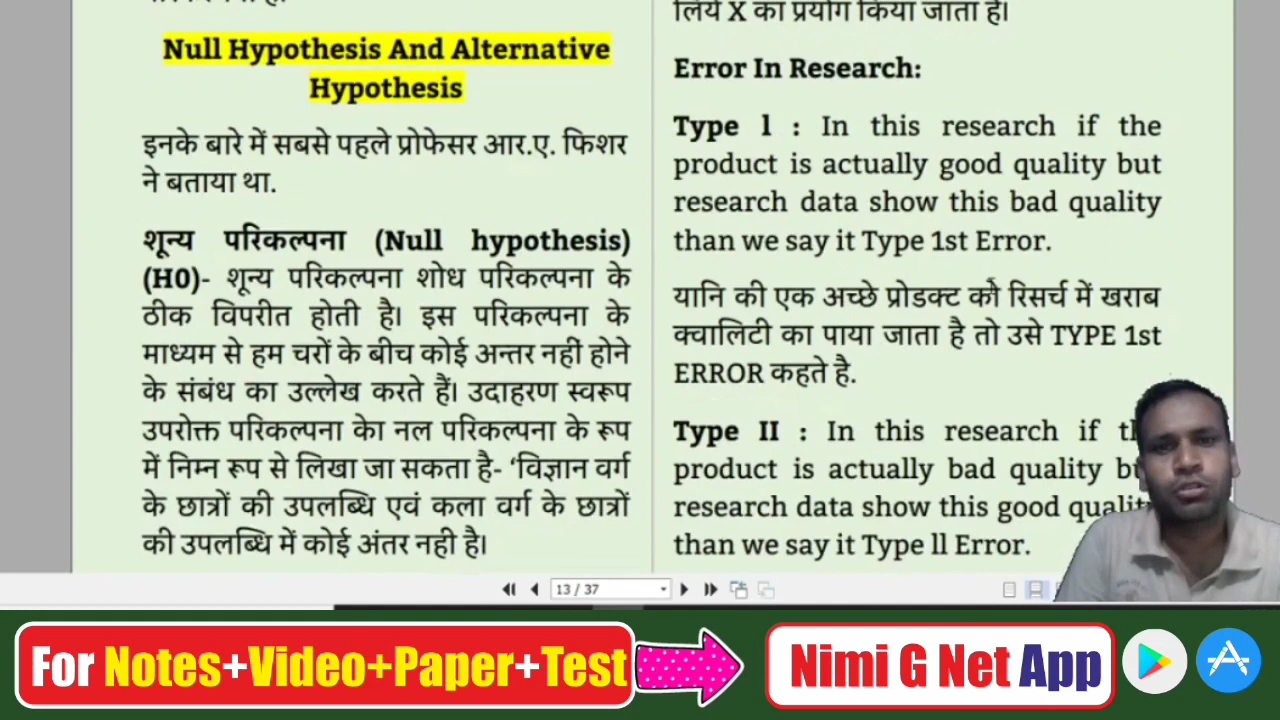 Null Hypothesis And Alternative
Hypothesis
इनके बारे में सबसे पहले प्रोफेसर आर.ए. फिशर
ने बताया था.
शून्य परिकल्पना (Null hypothesis)
(H0)- शून्य परिकल्पना शोध परिकल्पना के
ठीक विपरीत होती है। इस परिकल्पना के
माध्यम से हम चरों के बीच कोई अन्तर नहीं होने
के संबंध का उल्लेख करते हैं। उदाहरण स्वरूप
उपरोक्त परिकल्पना केा नल परिकल्पना के रूप
में निम्न रूप से लिखा जा सकता है- ‘विज्ञान वर्ग
के छात्रों की उपलब्धि एवं कला वर्ग के छात्रों
की उपलब्धि में कोई अंतर नही है।
लिये X का प्रयोग किया जाता है।
Error In Research:
Type l : In this research if the
product is actually good quality but
research data show this bad quality
than we say it Type 1st Error.
यानि की एक अच्छे प्रोडक्ट को रिसर्च में खराब
क्वालिटी का पाया जाता है तो उसे TYPE 1st
ERROR कहते है.
Type II : In this research if
product is actually bad quality
research data show this good quality
than we say it Type ll Error.
13 / 37
For Notes+Video+Paper+Test
Nimi G Net App